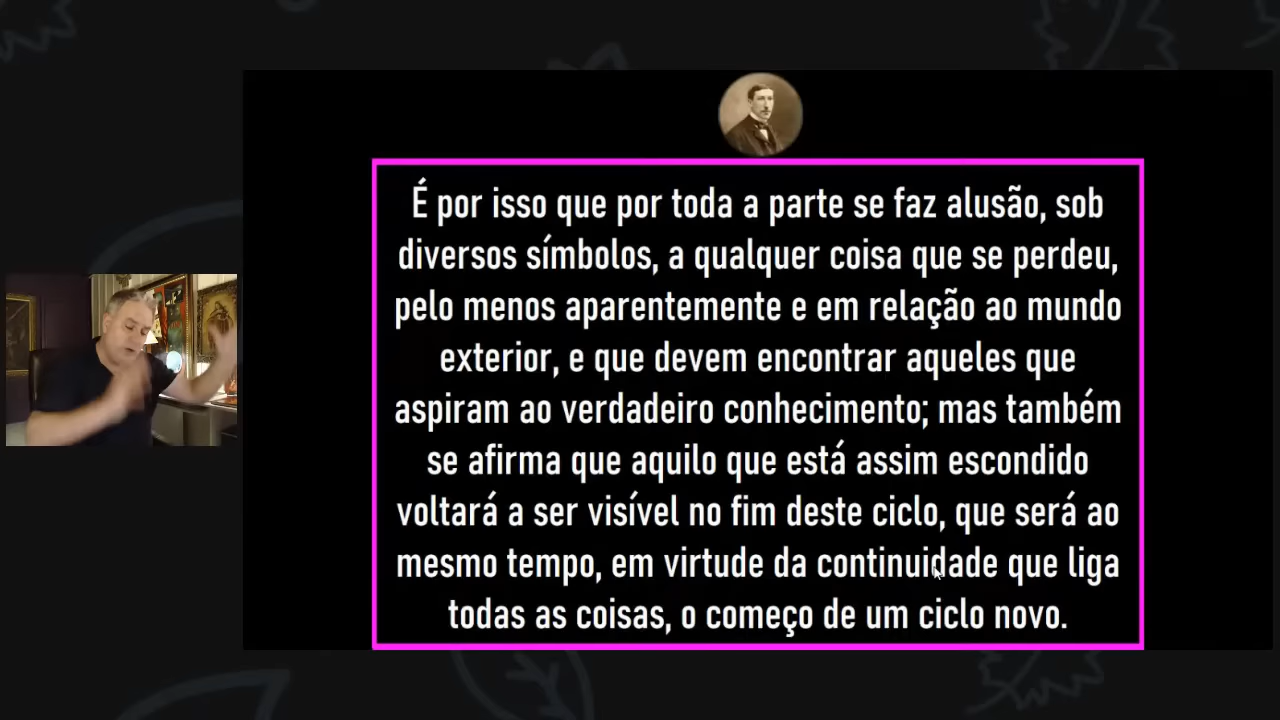 É por isso que por toda a parte se faz alusão, sob
diversos símbolos, a qualquer coisa que se perdeu,
pelo menos aparentemente e em relação ao mundo
exterior, e que devem encontrar aqueles que
aspiram ao verdadeiro conhecimento; mas também
se afirma que aquilo que está assim escondido
voltará a ser visível no fim deste ciclo, que será ao
mesmo tempo, em virtude da continuidade que liga
todas as coisas, o começo de um ciclo novo.